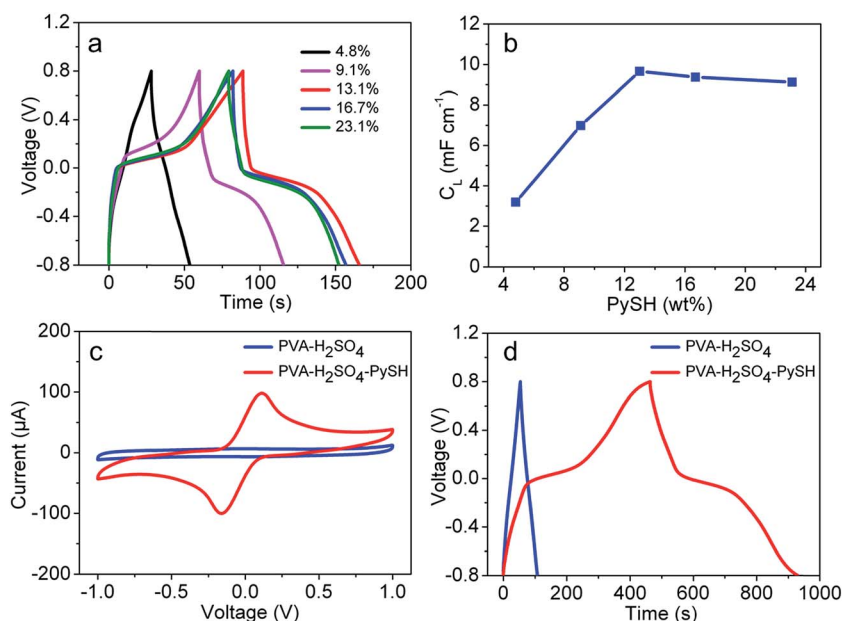 a
4.8%
9.1%
13.1%
16.7%
23.1%
1.2
0.8
0.4
0.0
-0.4
-0.8
Voltage (V)
0 50 100 150 200
Time (s)
b
12
10
8
6
4
2
0
C_L (mF cm⁻¹)
4 8 12 16 20 24
PySH (wt%)
c
PVA-H₂SO₄
PVA-H₂SO₄-PySH
200
100
0
-100
-200
Current (µA)
-1.0 -0.5 0.0 0.5 1.0
Voltage (V)
d
PVA-H₂SO₄
PVA-H₂SO₄-PySH
1.2
0.8
0.4
0.0
-0.4
-0.8
Voltage (V)
0 200 400 600 800 1000
Time (s)